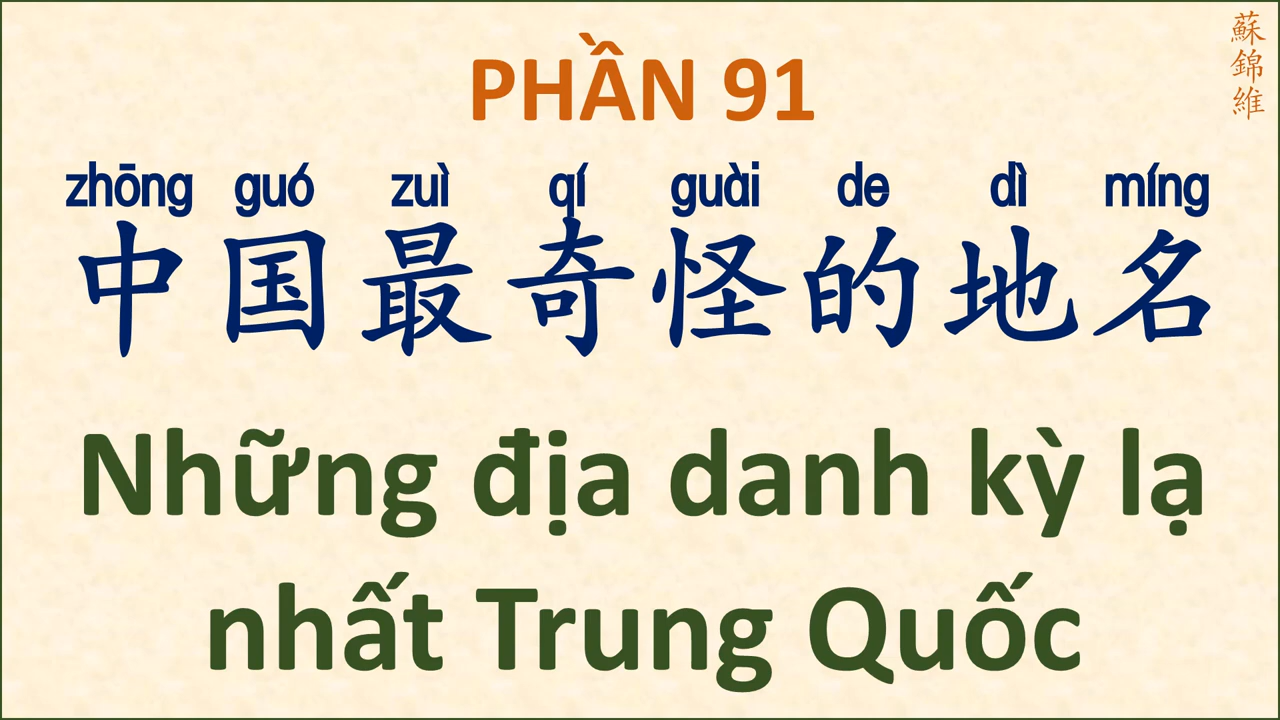 蘇錦維
PHẦN 91
zhōng guó zuì qí guài de dì míng
中国最奇怪的地名
Những địa danh kỳ lạ
nhất Trung Quốc